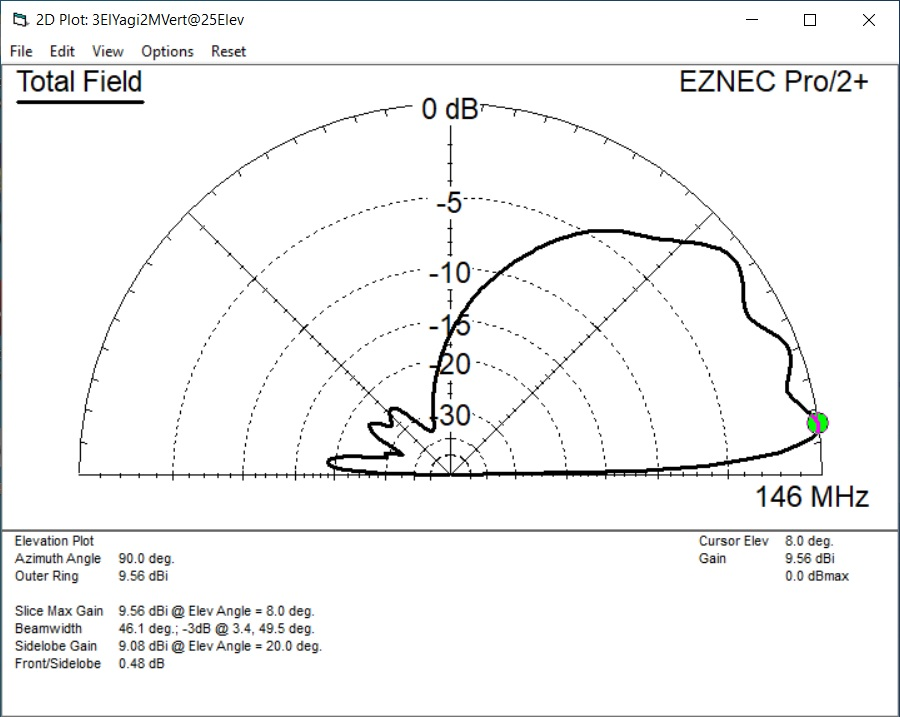 2D Plot: 3ElYagi2MVert@25Elev
File Edit View Options Reset
Total Field
EZNEC Pro/2+
0 dB
-5
-10
-15
-20
-30
146 MHz
Elevation Plot
Azimuth Angle 90.0 deg.
Outer Ring 9.56 dBi
Cursor Elev 8.0 deg.
Gain 9.56 dBi
0.0 dBmax
Slice Max Gain 9.56 dBi @ Elev Angle = 8.0 deg.
Beamwidth 46.1 deg.; -3dB @ 3.4, 49.5 deg.
Sidelobe Gain 9.08 dBi @ Elev Angle = 20.0 deg.
Front/Sidelobe 0.48 dB